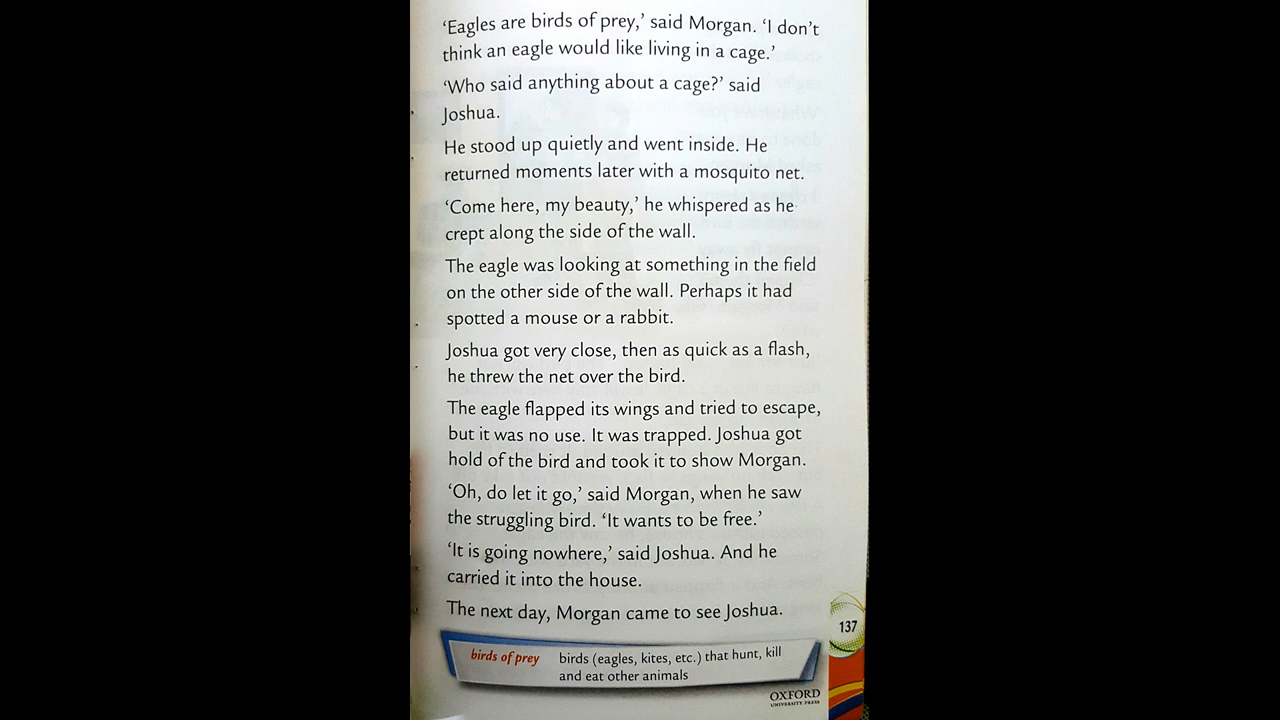 ‘Eagles are birds of prey,’ said Morgan. ‘I don’t
think an eagle would like living in a cage.’
‘Who said anything about a cage?’ said
Joshua.
He stood up quietly and went inside. He
returned moments later with a mosquito net.
‘Come here, my beauty,’ he whispered as he
crept along the side of the wall.
The eagle was looking at something in the field
on the other side of the wall. Perhaps it had
spotted a mouse or a rabbit.
Joshua got very close, then as quick as a flash,
he threw the net over the bird.
The eagle flapped its wings and tried to escape,
but it was no use. It was trapped. Joshua got
hold of the bird and took it to show Morgan.
‘Oh, do let it go,’ said Morgan, when he saw
the struggling bird. ‘It wants to be free.’
‘It is going nowhere,’ said Joshua. And he
carried it into the house.
The next day, Morgan came to see Joshua.
137
birds of prey birds (eagles, kites, etc.) that hunt, kill
and eat other animals
OXFORD
UNIVERSITY PRESS